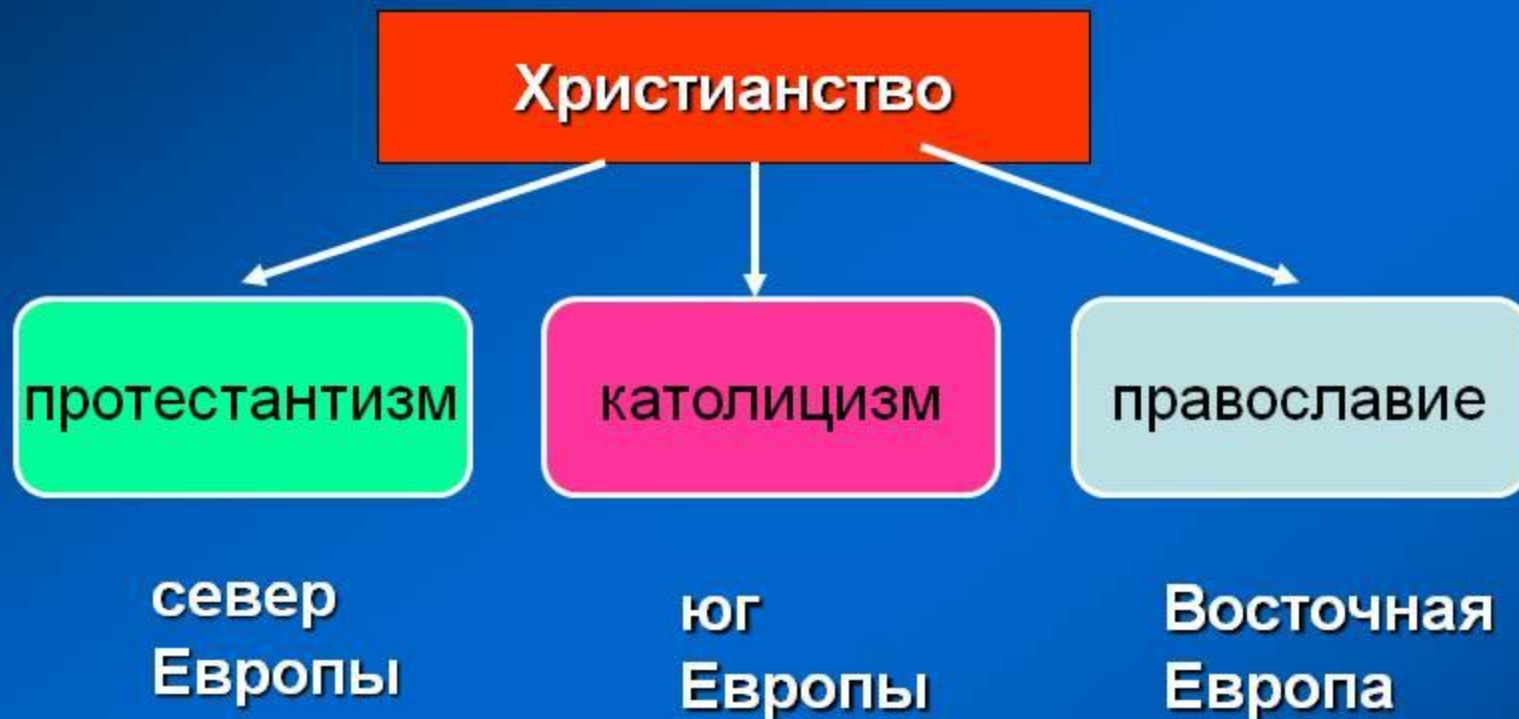 Христианство
протестантизм
католицизм
православие
север
Европы
юг
Европы
Восточная
Европа